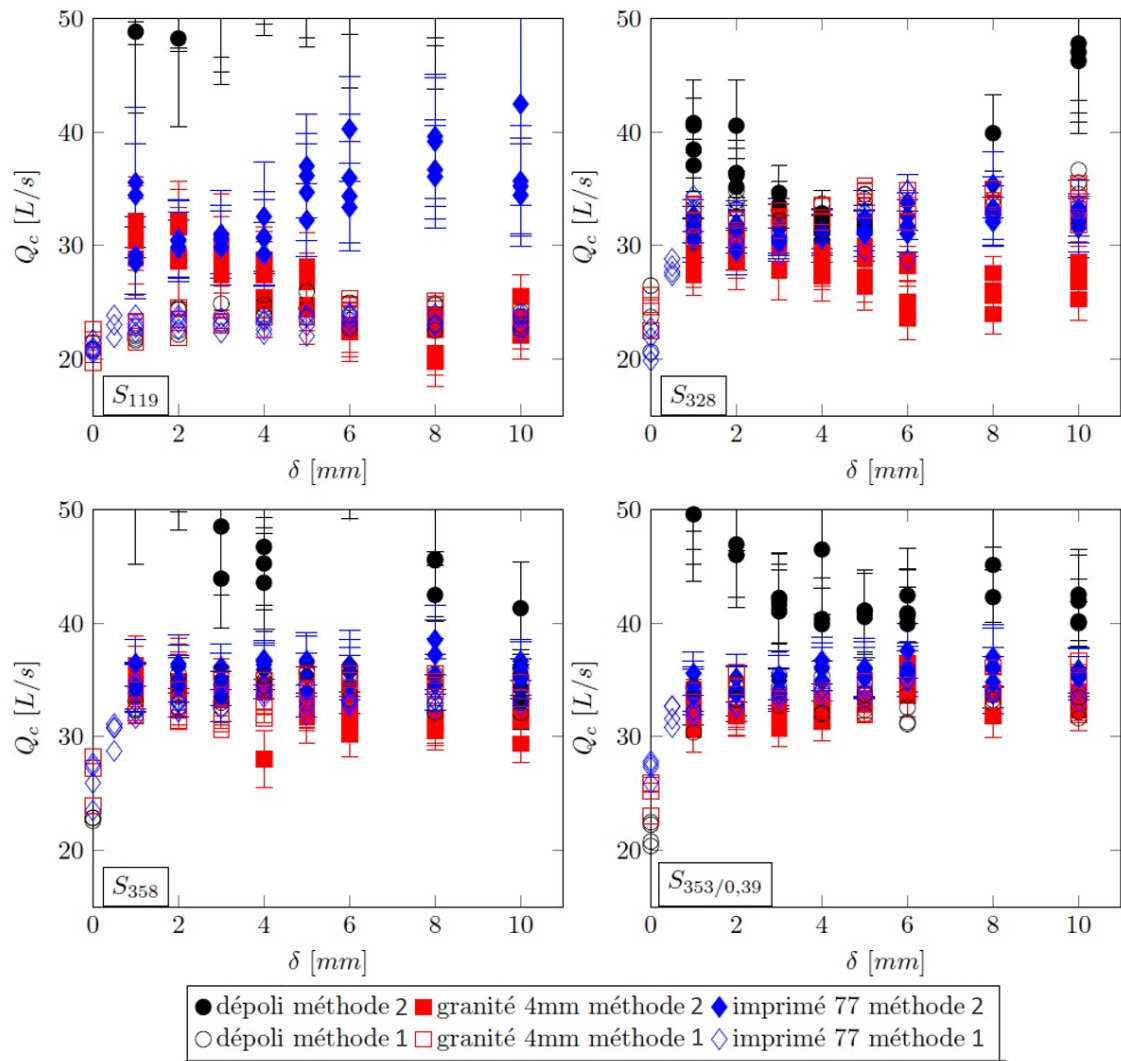 50
40
30
20
Q_c [L/s]
S_119
0 2 4 6 8 10
δ [mm]
50
40
30
20
Q_c [L/s]
S_328
0 2 4 6 8 10
δ [mm]
50
40
30
20
Q_c [L/s]
S_358
0 2 4 6 8 10
δ [mm]
50
40
30
20
Q_c [L/s]
S_353/0,39
0 2 4 6 8 10
δ [mm]
dépoli méthode 2 granité 4mm méthode 2 imprimé 77 méthode 2
dépoli méthode 1 granité 4mm méthode 1 imprimé 77 méthode 1